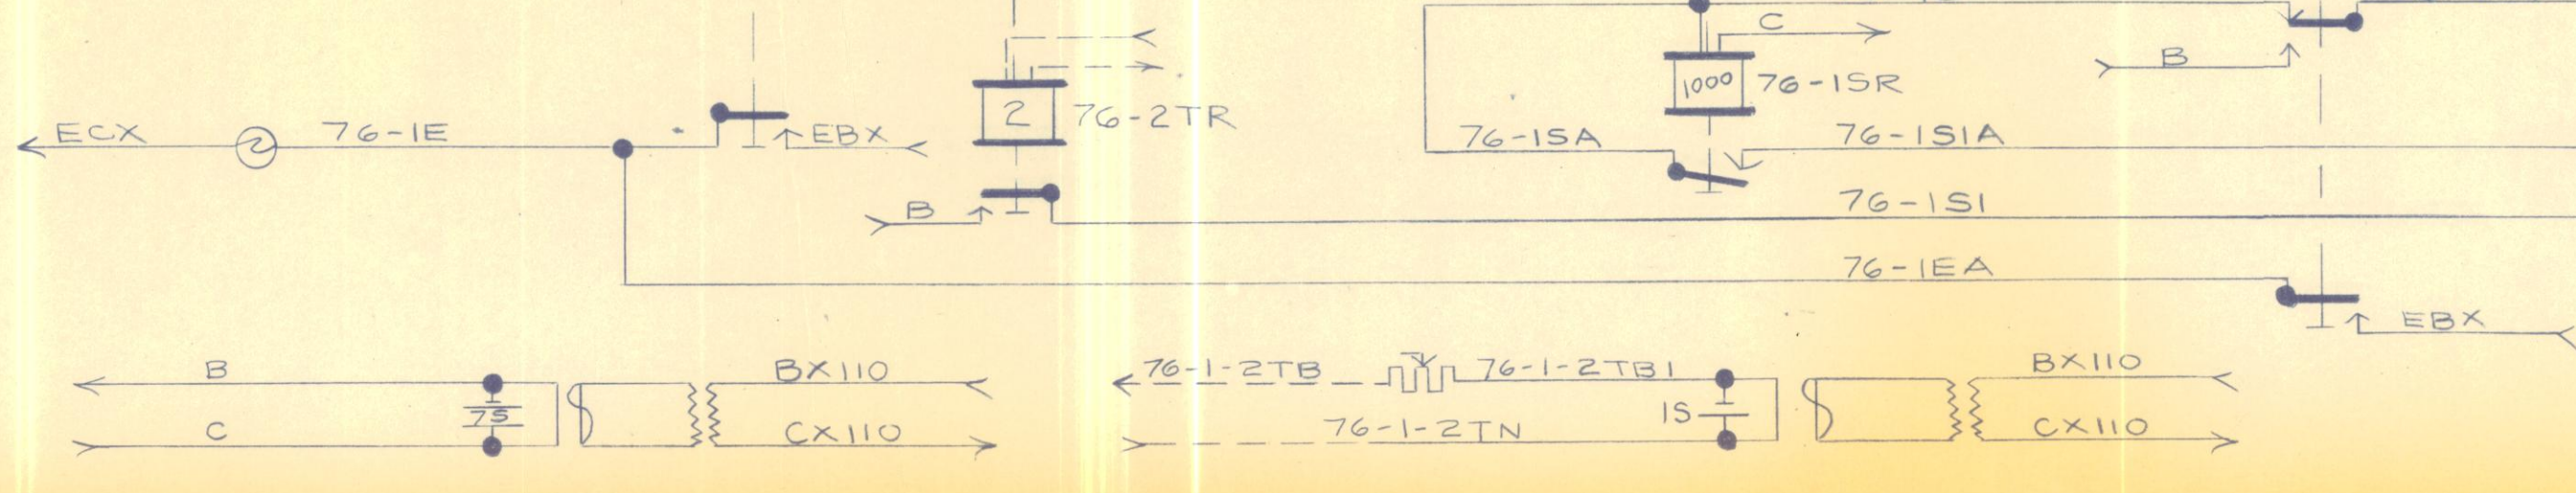 C
B
1000 76-1SR
2 76-2TR
ECX 76-1E EBX
76-1SA 76-1S1A
B 76-1S1
76-1EA
EBX
B BX110 76-1-2TB 76-1-2TB1 BX110
7S 1S
C CX110 76-1-2TN CX110